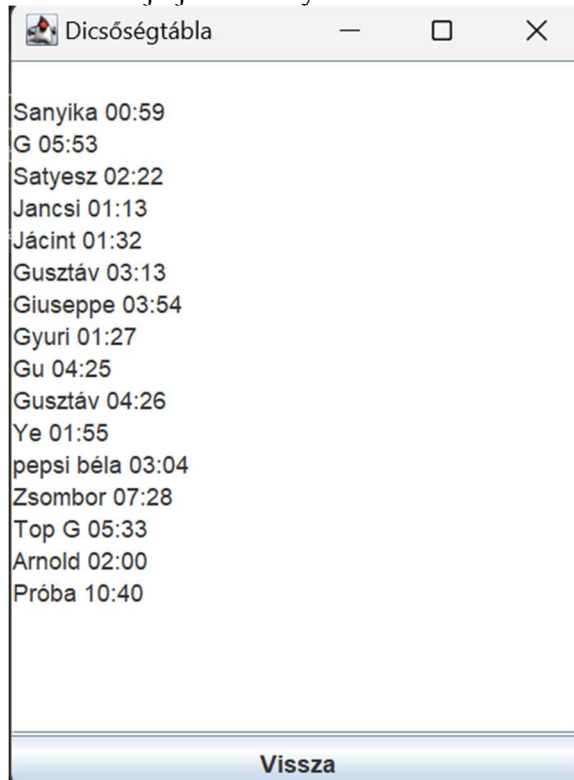 Dicsőségtábla
Sanyika 00:59
G 05:53
Satyesz 02:22
Jancsi 01:13
Jácint 01:32
Gusztáv 03:13
Giuseppe 03:54
Gyuri 01:27
Gu 04:25
Gusztáv 04:26
Ye 01:55
pepsi béla 03:04
Zsombor 07:28
Top G 05:33
Arnold 02:00
Próba 10:40
Vissza